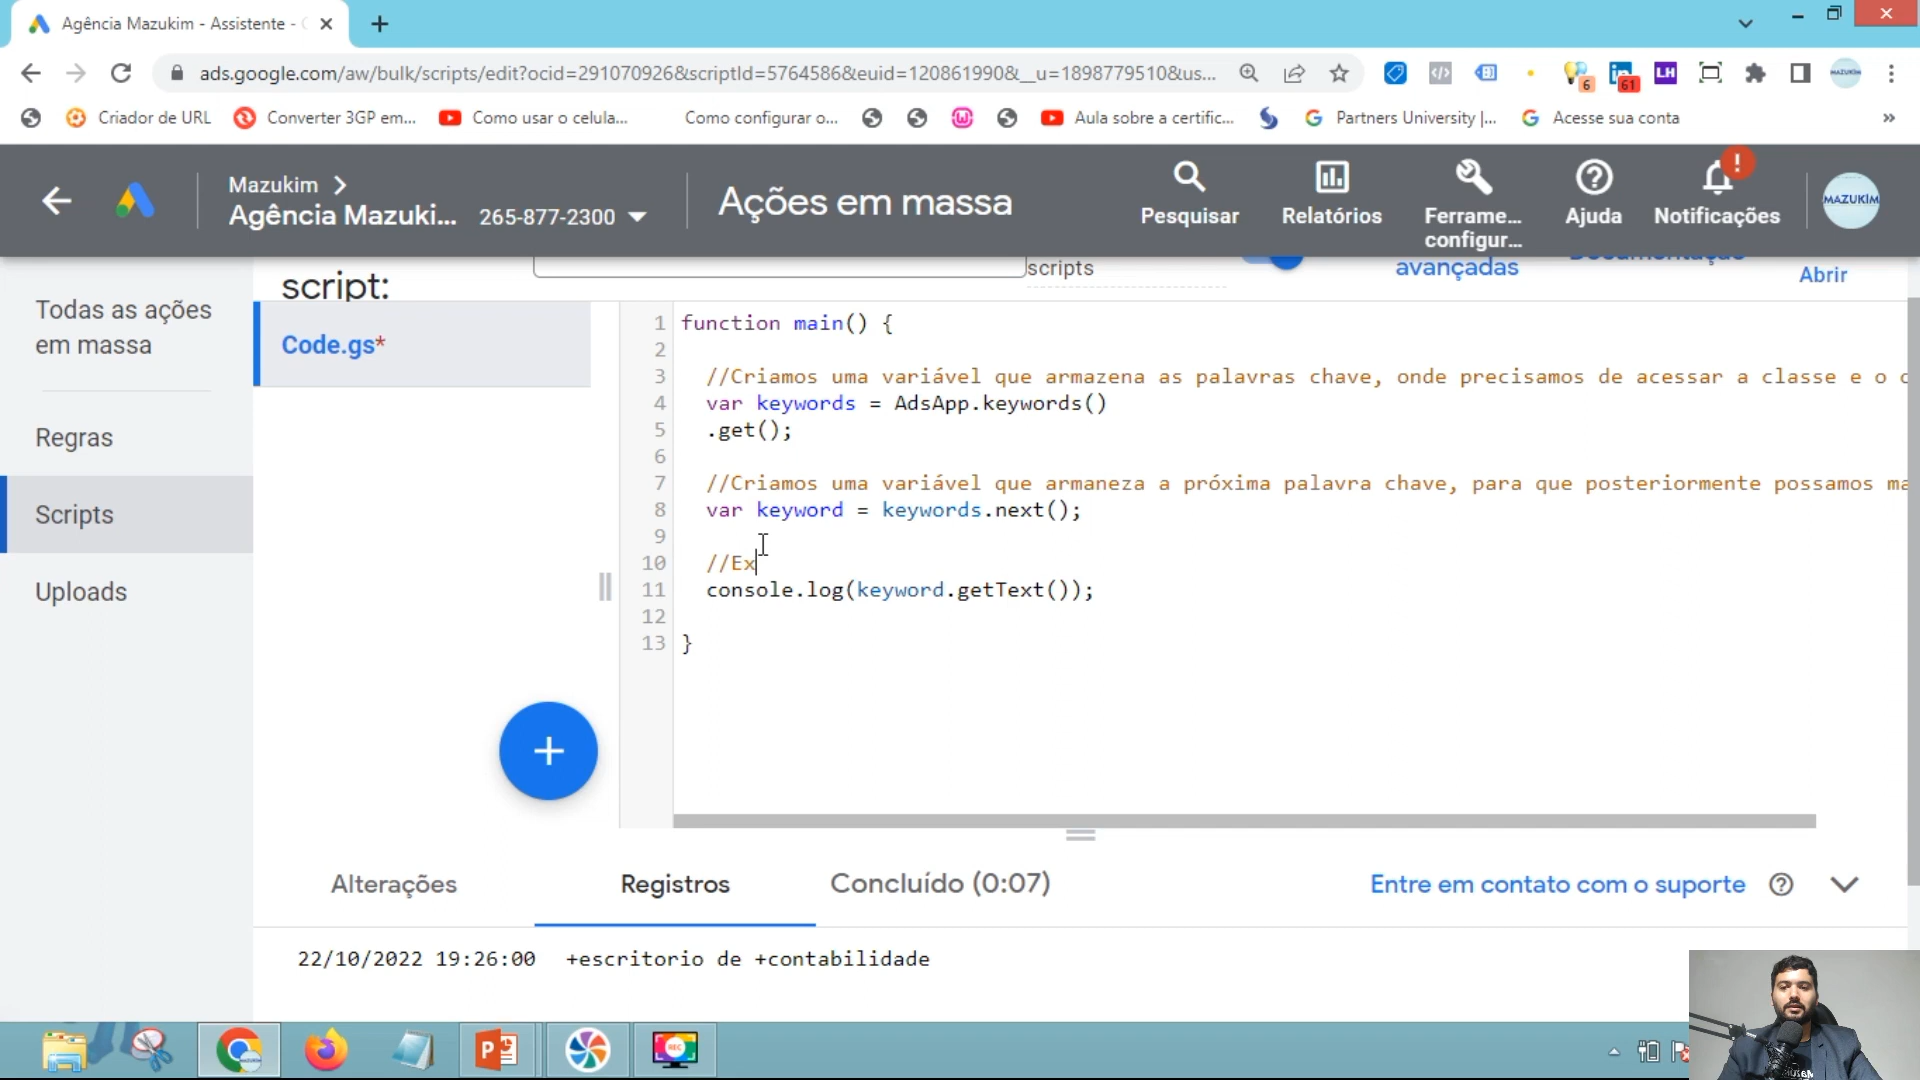 Agência Mazukim - Assistente -
ads.google.com/aw/bulk/scripts/edit?ocid=291070926&scriptId=5764586&euid=120861990&__u=1898779510&us...
6
61
LH
MAZUKIM
Criador de URL
Converter 3GP em...
Como usar o celula...
Como configurar o...
Aula sobre a certific...
Partners University |...
Acesse sua conta
»
Mazukim
Agência Mazuki...
265-877-2300
Ações em massa
Pesquisar
Relatórios
Ferrame...
configur...
Ajuda
!
Notificações
MAZUKIM
script:
scripts
avançadas
Documentação
Abrir
Todas as ações
em massa
Regras
Scripts
Uploads
Code.gs*
1 function main() {
2
3 //Criamos uma variável que armazena as palavras chave, onde precisamos de acessar a classe e o
4 var keywords = AdsApp.keywords()
5 .get();
6
7 //Criamos uma variável que armaneza a próxima palavra chave, para que posteriormente possamos ma
8 var keyword = keywords.next();
9
10 //Ex
11 console.log(keyword.getText());
12
13 }
Alterações
Registros
Concluído (0:07)
Entre em contato com o suporte
22/10/2022 19:26:00 +escritorio de +contabilidade
P
REC